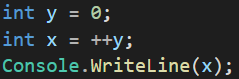 int y = 0;
int x = ++y;
Console.WriteLine(x);